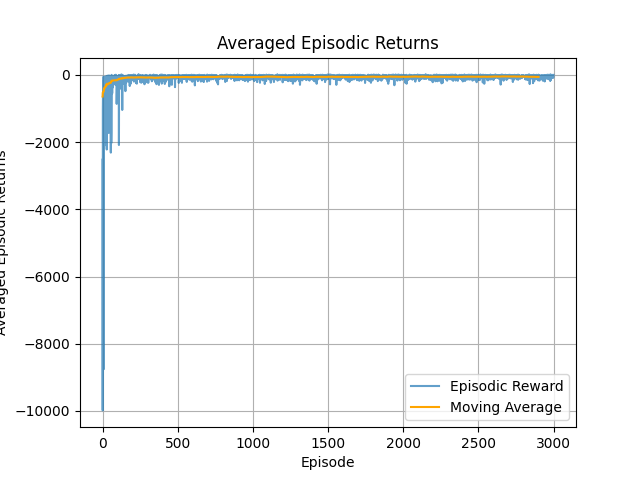 Averaged Episodic Returns
Averaged Episodic Returns
0
−2000
−4000
−6000
−8000
−10000
0
500
1000
1500
2000
2500
3000
Episode
Episodic Reward
Moving Average